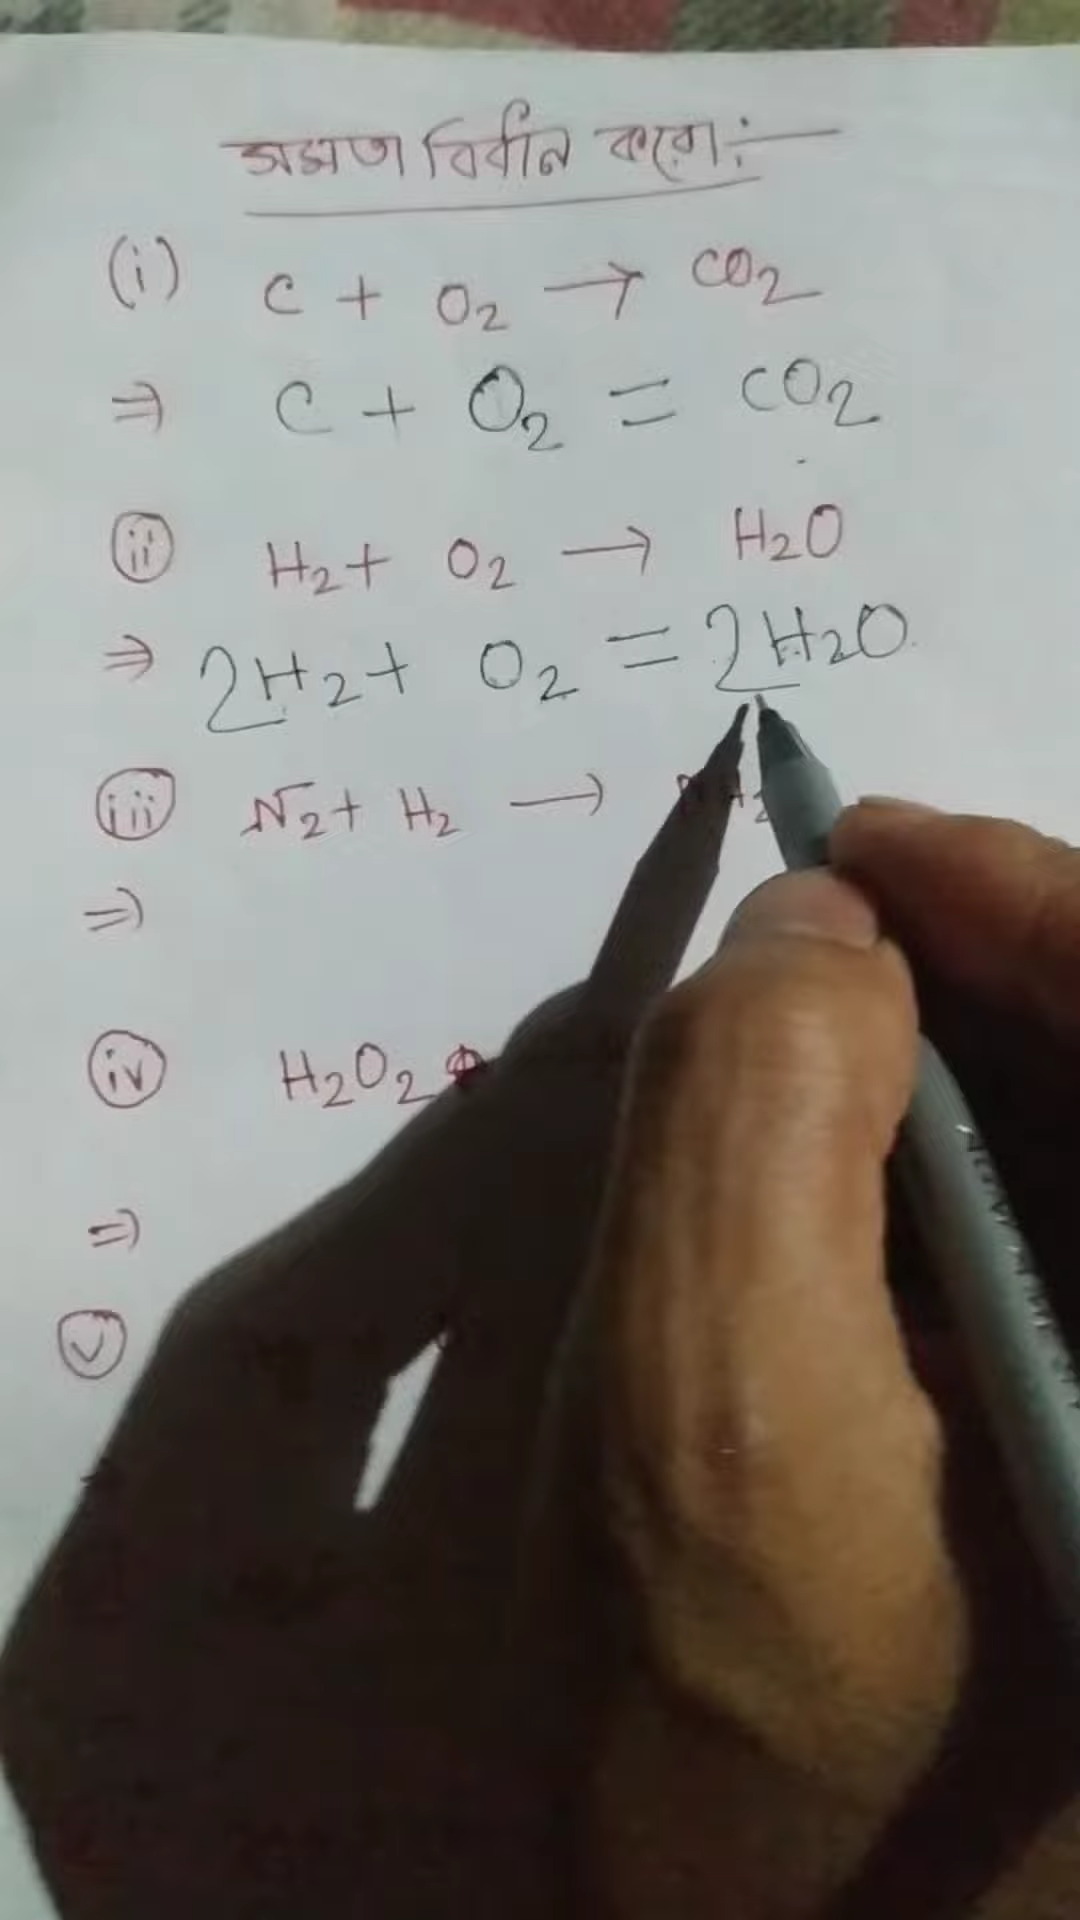 সমতা বিধান করো:—
(i) C + O₂ → CO₂
⇒ C + O₂ = CO₂
(ii) H₂ + O₂ → H₂O
⇒ 2H₂ + O₂ = 2H₂O
(iii) N₂ + H₂ →
⇒
(iv) H₂O₂
⇒
(v)